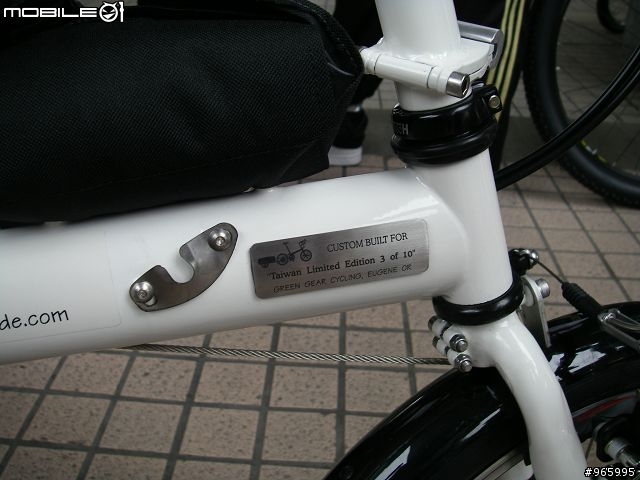 MOBILE01
CUSTOM BUILT FOR
"Taiwan Limited Edition 3 of 10"
GREEN GEAR CYCLING, EUGENE OR
de.com
#965995